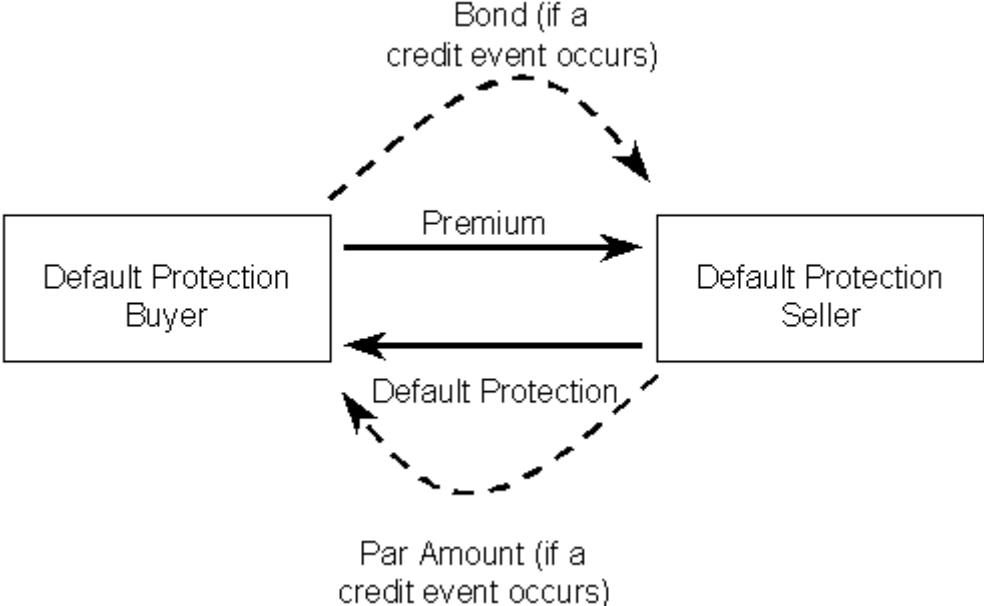 Bond (if a
credit event occurs)
Premium
Default Protection
Buyer
Default Protection
Seller
Default Protection
Par Amount (if a
credit event occurs)